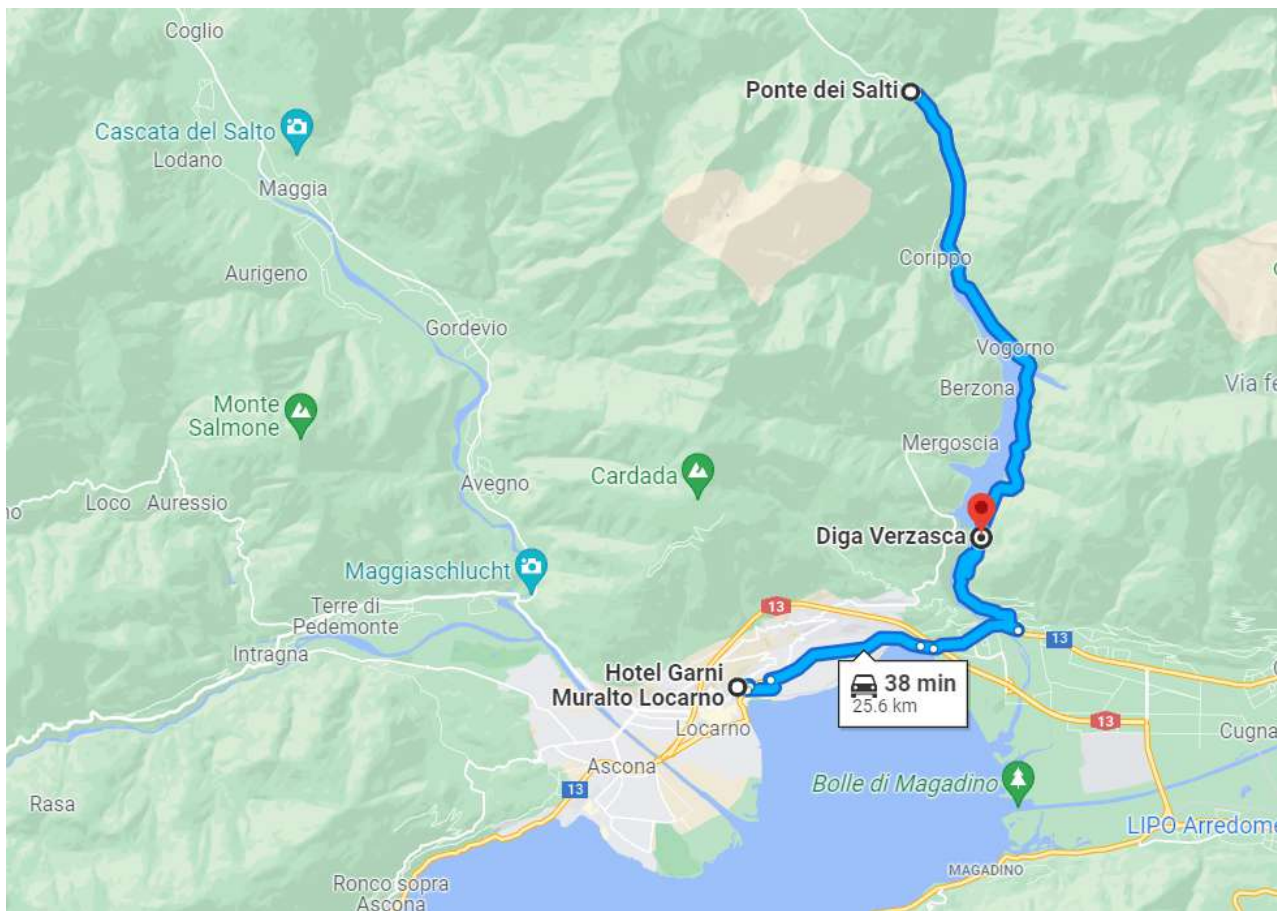 Coglio
Ponte dei Salti
Cascata del Salto
Lodano
Maggia
Aurigeno
Corippo
Gordevio
Vogorno
Berzona
Via fe
Monte
Salmone
Mergoscia
Cardada
Avegno
Loco
Auressio
Diga Verzasca
Maggiaschlucht
13
Terre di
Pedemonte
13
Intragna
Hotel Garni
Muralto Locarno
38 min
25.6 km
13
Locarno
Cugna
Ascona
13
Bolle di Magadino
Rasa
LIPO Arredome
MAGADINO
Ronco sopra
Ascona